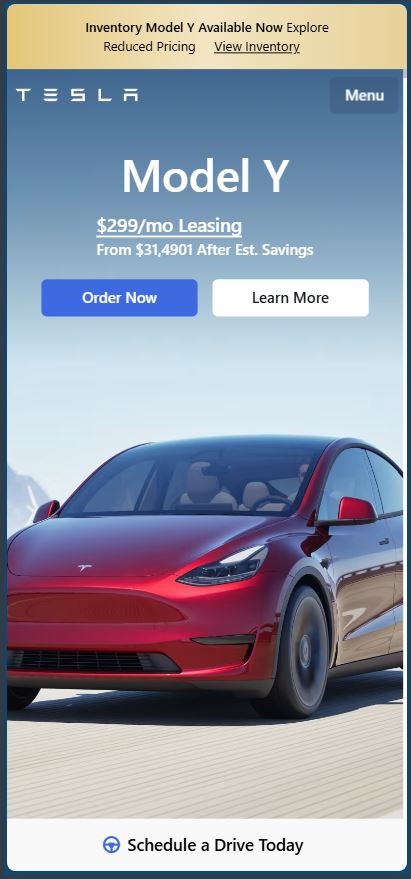 Inventory Model Y Available Now Explore
Reduced Pricing View Inventory
TESLA
Menu
Model Y
$299/mo Leasing
From $31,4901 After Est. Savings
Order Now Learn More
Schedule a Drive Today